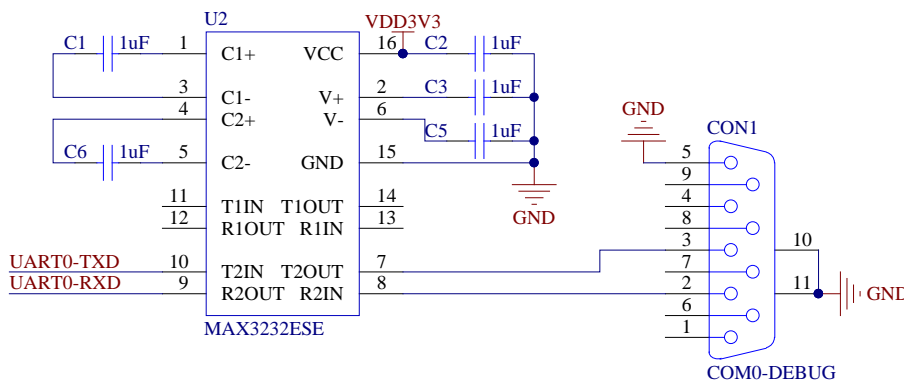 U2
VDD3V3
C1 1uF 1 C1+ VCC 16 C2 1uF
3 C1- V+ 2 C3 1uF
4 C2+ V- 6
C5 1uF
C6 1uF 5 C2- GND 15
GND
11 T1IN T1OUT 14
12 R1OUT R1IN 13
UART0-TXD 10 T2IN T2OUT 7
UART0-RXD 9 R2OUT R2IN 8
MAX3232ESE
GND
CON1
5
9
4
8
3
10
7
2
11
GND
6
1
COM0-DEBUG